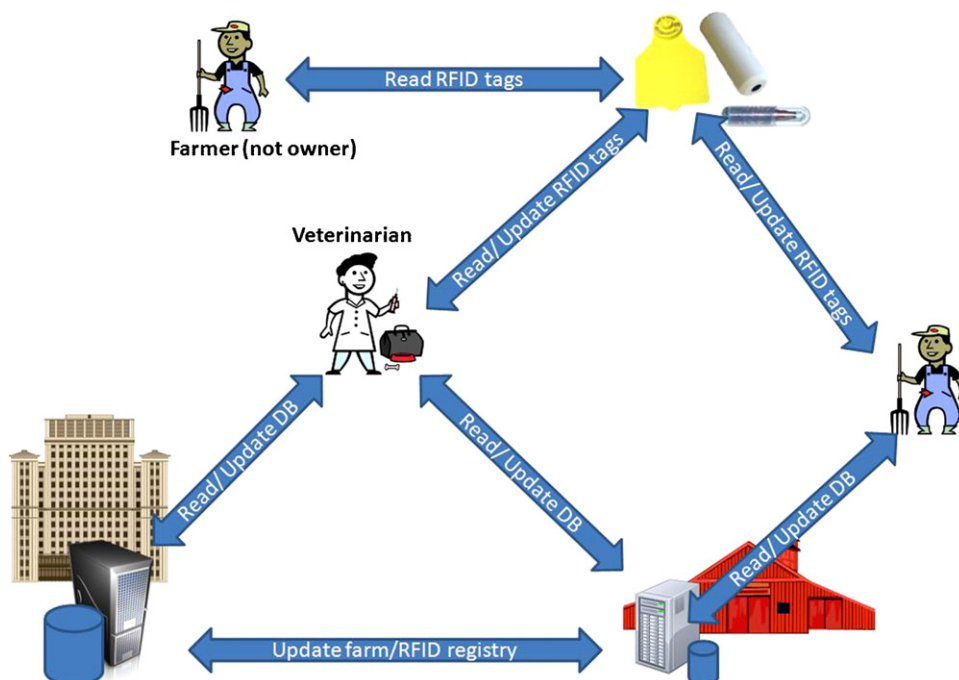 Read RFID tags
Farmer (not owner)
Read/ Update RFID tags
Read/ Update RFID tags
Veterinarian
Read/ Update DB
Read/ Update DB
Read/ Update DB
Update farm/RFID registry